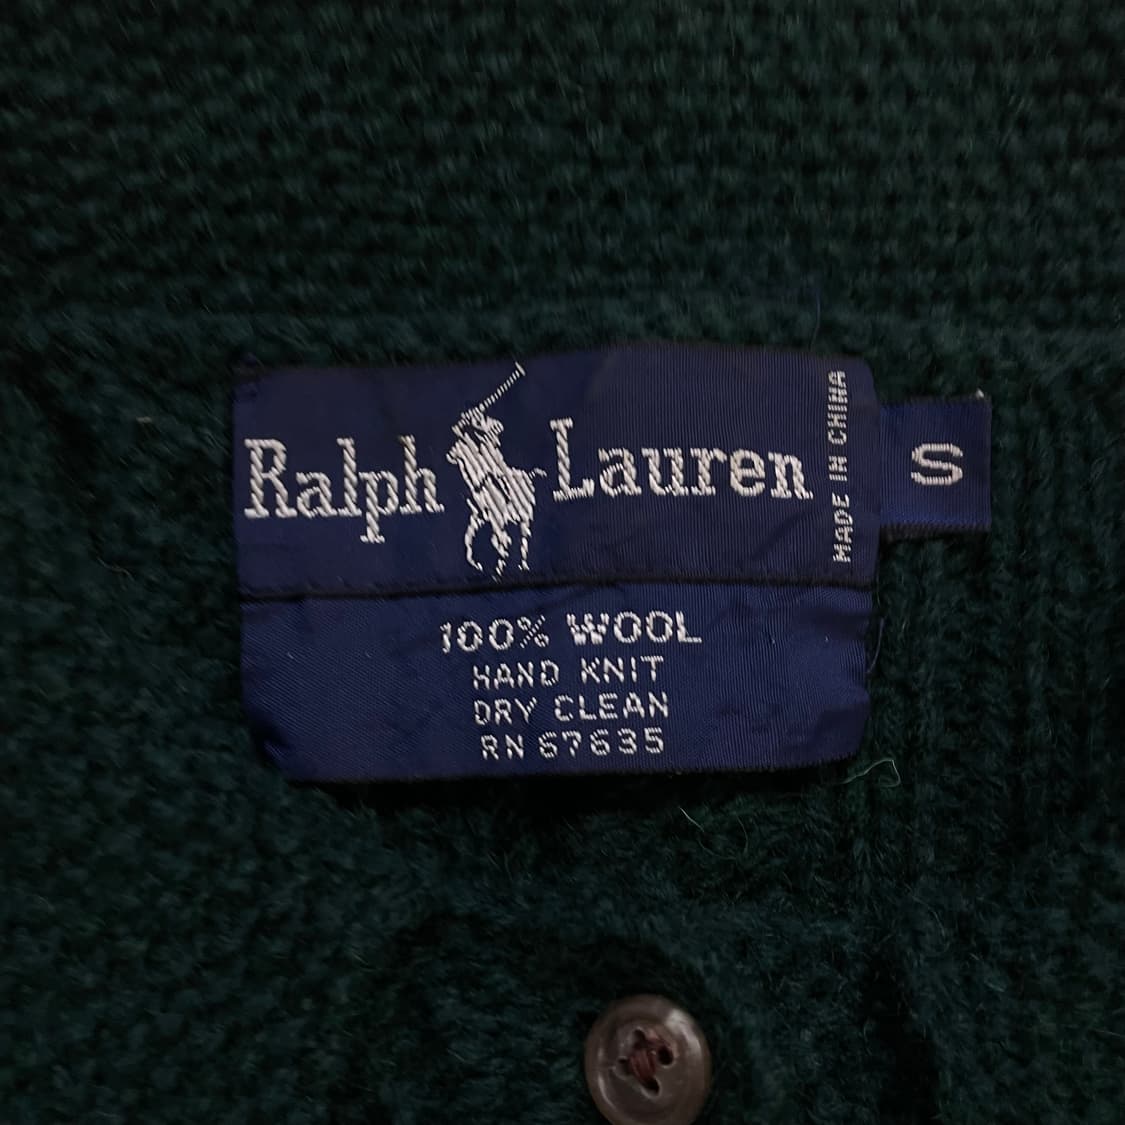 Ralph Lauren
MADE IN CHINA
S
100% WOOL
HAND KNIT
DRY CLEAN
RN 67635